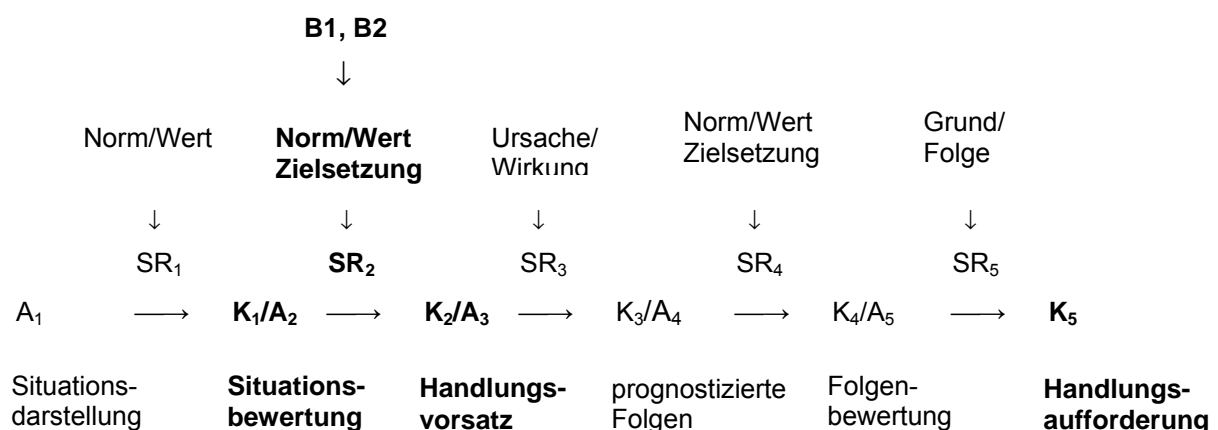 B1, B2
↓
Norm/Wert Norm/Wert Ursache/ Norm/Wert Grund/
Zielsetzung Wirkung Zielsetzung Folge
↓ ↓ ↓ ↓ ↓
SR₁ SR₂ SR₃ SR₄ SR₅
A₁ → K₁/A₂ → K₂/A₃ → K₃/A₄ → K₄/A₅ → K₅
Situations- Situations- Handlungs- prognostizierte Folgen- Handlungs-
darstellung bewertung vorsatz Folgen bewertung aufforderung